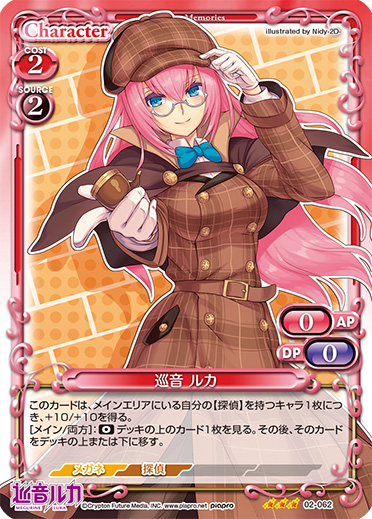 Memories
Character
illustrated by Nidy-2D-
COST
2
SOURCE
2
0 AP
DP 0
巡音 ルカ
このカードは、メインエリアにいる自分の【探偵】を持つキャラ1枚につ
き、+10/+10を得る。
[メイン/両方]:0 デッキの上のカード1枚を見る。その後、そのカード
をデッキの上または下に移す。
メガネ 探偵
巡音ルカ
MEGURINE LUKA
©Crypton Future Media, INC. www.piapro.net piapro
02-062